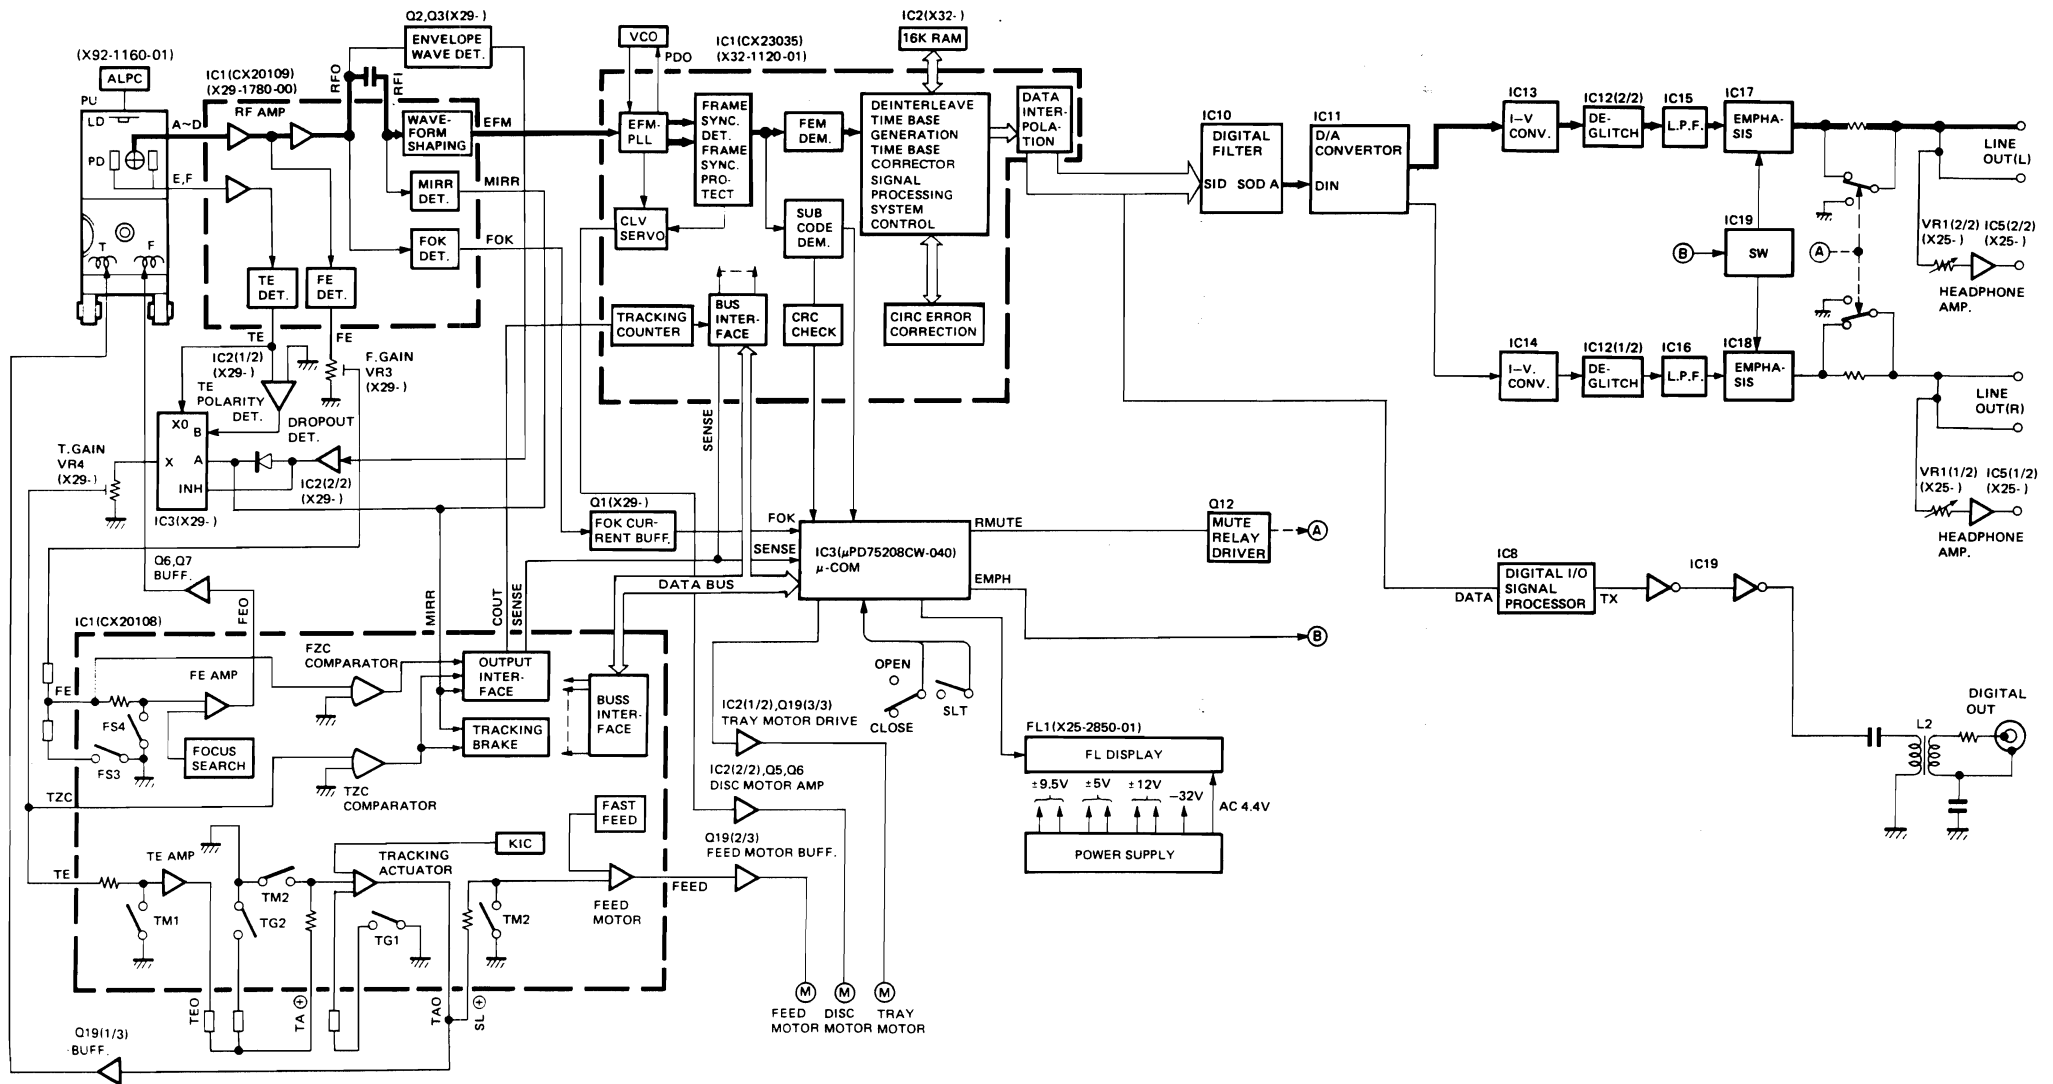 (X92-1160-01)
ALPC
PU
LD
PD
T
F
A~D
E,F
IC1(CX20109)
(X29-1780-00)
RF AMP
RFO
RFI
Q2,Q3(X29- )
ENVELOPE
WAVE DET.
WAVE-
FORM
SHAPING
EFM
MIRR
DET.
MIRR
FOK
DET.
FOK
TE
DET.
FE
DET.
TE
FE
IC2(1/2)
(X29-)
TE
POLARITY
DET.
F.GAIN
VR3
(X29-)
DROPOUT
DET.
X0
B
X
A
INH
IC3(X29-)
IC2(2/2)
(X29-)
T.GAIN
VR4
(X29-)
Q6,Q7
BUFF.
FEO
VCO
PDO
IC1(CX23035)
(X32-1120-01)
IC2(X32- )
16K RAM
EFM-
PLL
FRAME
SYNC.
DET.
FRAME
SYNC.
PRO-
TECT
FEM
DEM.
DEINTERLEAVE
TIME BASE
GENERATION
TIME BASE
CORRECTOR
SIGNAL
PROCESSING
SYSTEM
CONTROL
DATA
INTER-
POLA-
TION
CLV
SERVO
SUB
CODE
DEM.
TRACKING
COUNTER
BUS
INTER-
FACE
CRC
CHECK
CIRC ERROR
CORRECTION
SENSE
Q1(X29- )
FOK CUR-
RENT BUFF.
FOK
SENSE
DATA BUS
IC3(μPD75208CW-040)
μ-COM
RMUTE
EMPH
Q12
MUTE
RELAY
DRIVER
A
B
IC10
DIGITAL
FILTER
SID
SOD A
IC11
D/A
CONVERTOR
DIN
IC13
I-V
CONV.
IC12(2/2)
DE-
GLITCH
IC15
L.P.F.
IC17
EMPHA-
SIS
LINE
OUT(L)
B
IC19
SW
A
VR1(2/2)
(X25- )
IC5(2/2)
(X25- )
HEADPHONE
AMP.
IC14
I-V.
CONV.
IC12(1/2)
DE-
GLITCH
IC16
L.P.F.
IC18
EMPHA-
SIS
LINE
OUT(R)
VR1(1/2)
(X25- )
IC5(1/2)
(X25- )
HEADPHONE
AMP.
IC8
DIGITAL I/O
SIGNAL
PROCESSOR
DATA
TX
IC19
L2
DIGITAL
OUT
OPEN
CLOSE
SLT
FL1(X25-2850-01)
FL DISPLAY
±9.5V
±5V
±12V
-32V
AC 4.4V
POWER SUPPLY
IC2(1/2),Q19(3/3)
TRAY MOTOR DRIVE
IC2(2/2),Q5,Q6
DISC MOTOR AMP
Q19(2/3)
FEED MOTOR BUFF.
M
M
M
FEED
MOTOR
DISC
MOTOR
TRAY
MOTOR
IC1(CX20108)
MIRR
COUT
SENSE
FZC
COMPARATOR
OUTPUT
INTER-
FACE
BUSS
INTER-
FACE
TRACKING
BRAKE
FE
FE AMP
FS4
FS3
FOCUS
SEARCH
TZC
TZC
COMPARATOR
FAST
FEED
KIC
TE
TE AMP
TM1
TM2
TG2
TRACKING
ACTUATOR
TG1
TM2
FEED
MOTOR
FEED
TEO
TA ⊕
TAO
SL ⊕
Q19(1/3)
BUFF.